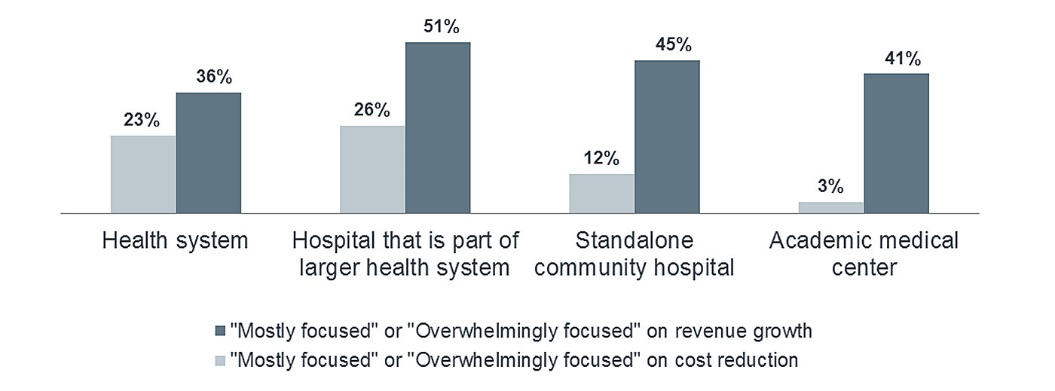 23%
36%
26%
51%
12%
45%
3%
41%
Health system
Hospital that is part of
larger health system
Standalone
community hospital
Academic medical
center
"Mostly focused" or "Overwhelmingly focused" on revenue growth
"Mostly focused" or "Overwhelmingly focused" on cost reduction